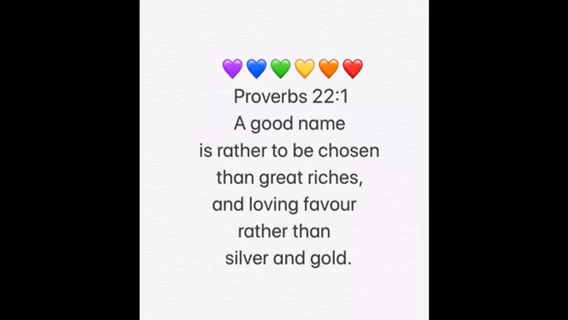 💜💙💚💛🧡❤️
Proverbs 22:1
A good name
is rather to be chosen
than great riches,
and loving favour
rather than
silver and gold.